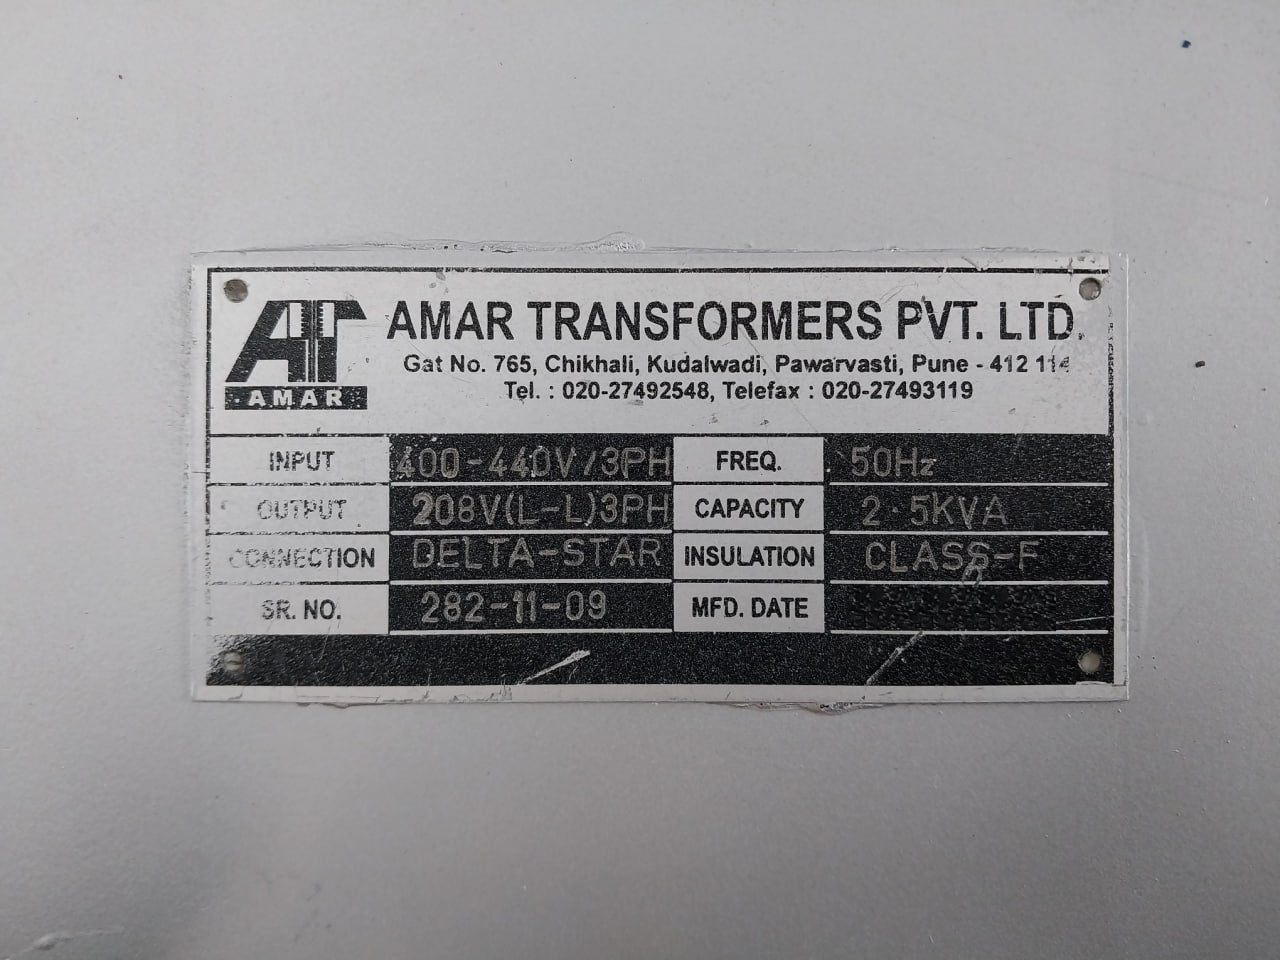 AMAR
AMAR TRANSFORMERS PVT. LTD.
Gat No. 765, Chikhali, Kudalwadi, Pawarvasti, Pune - 412 114
Tel. : 020-27492548, Telefax : 020-27493119
INPUT 400-440V/3PH FREQ. 50Hz
OUTPUT 208V(L-L)3PH CAPACITY 2.5KVA
CONNECTION DELTA-STAR INSULATION CLASS-F
SR. NO. 282-11-09 MFD. DATE